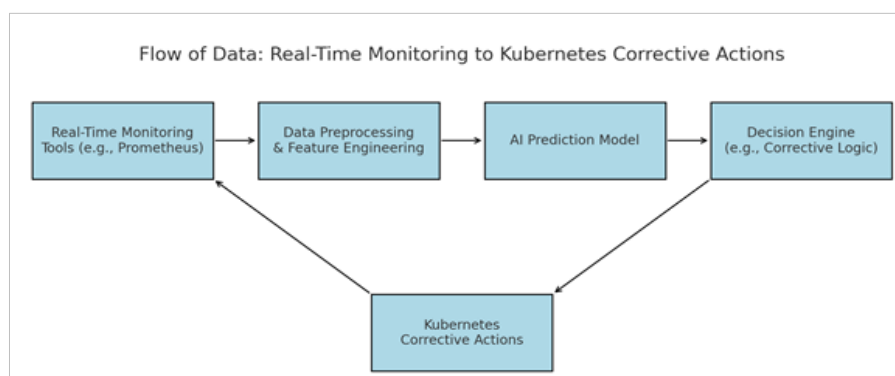 Flow of Data: Real-Time Monitoring to Kubernetes Corrective Actions
Real-Time Monitoring
Tools (e.g., Prometheus)
Data Preprocessing
& Feature Engineering
AI Prediction Model
Decision Engine
(e.g., Corrective Logic)
Kubernetes
Corrective Actions